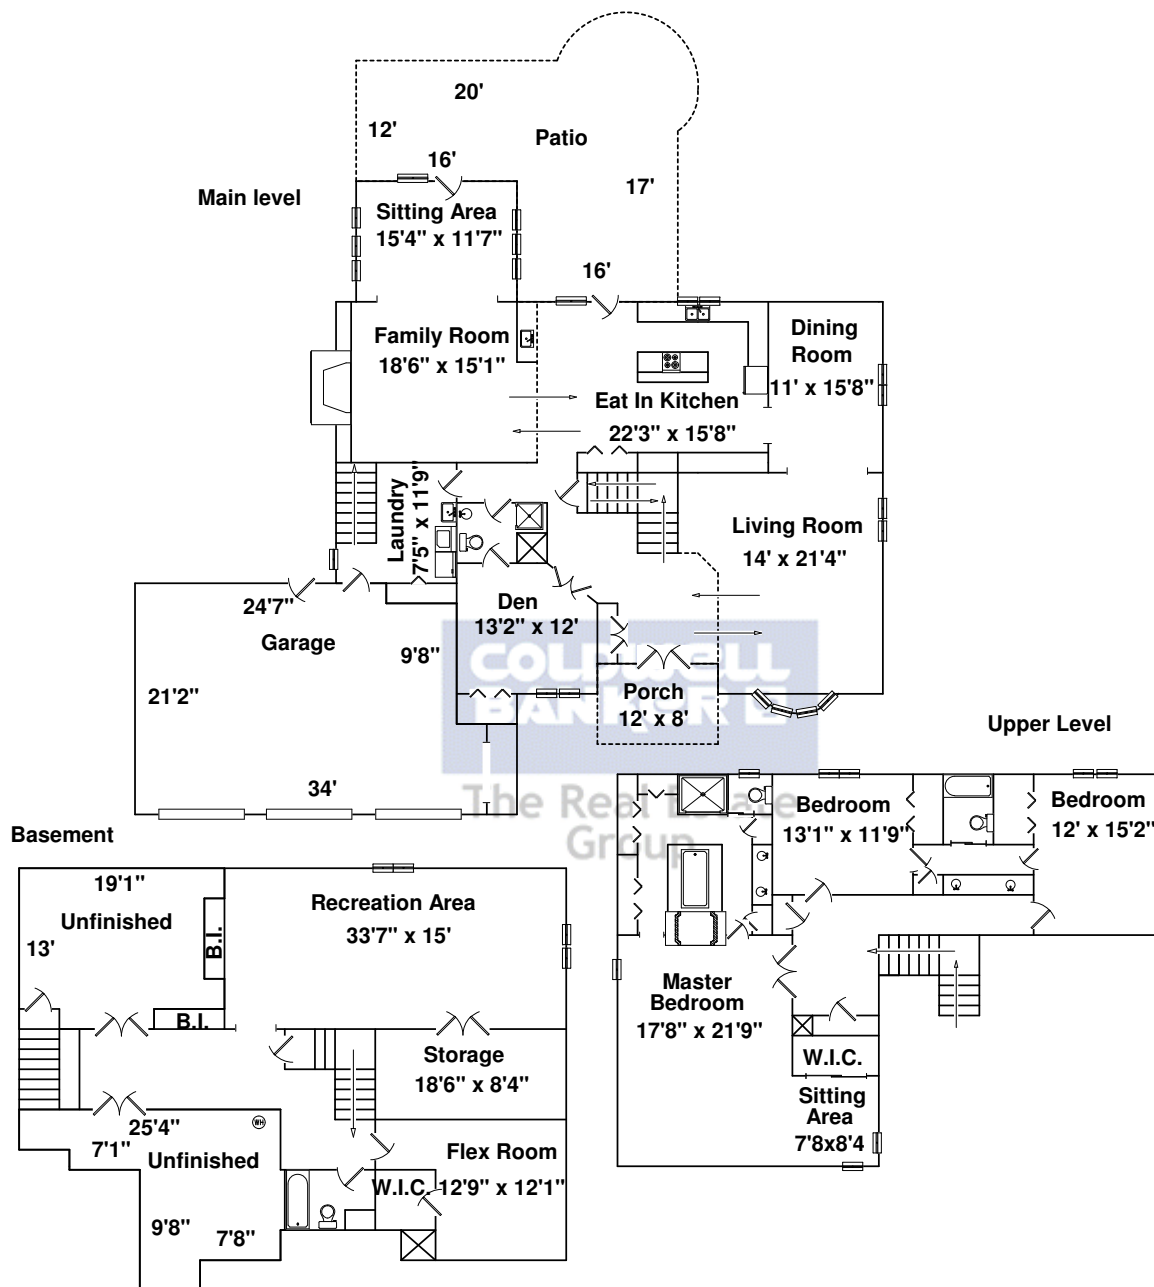 20'
12'
Patio
16'
17'
Main level
Sitting Area
15'4" x 11'7"
16'
Family Room
18'6" x 15'1"
Dining
Room
11' x 15'8"
Eat In Kitchen
22'3" x 15'8"
Laundry
7'5" x 11'9"
Living Room
14' x 21'4"
Den
13'2" x 12'
24'7"
Garage
9'8"
21'2"
34'
Porch
12' x 8'
COLDWELL
BANKER
The Real Estate
Group
Upper Level
Bedroom
13'1" x 11'9"
Bedroom
12' x 15'2"
Master
Bedroom
17'8" x 21'9"
W.I.C.
Sitting
Area
7'8x8'4
Basement
19'1"
Unfinished
13'
B.I.
B.I.
Recreation Area
33'7" x 15'
Storage
18'6" x 8'4"
25'4"
7'1"
Unfinished
WH
9'8"
7'8"
Flex Room
W.I.C. 12'9" x 12'1"